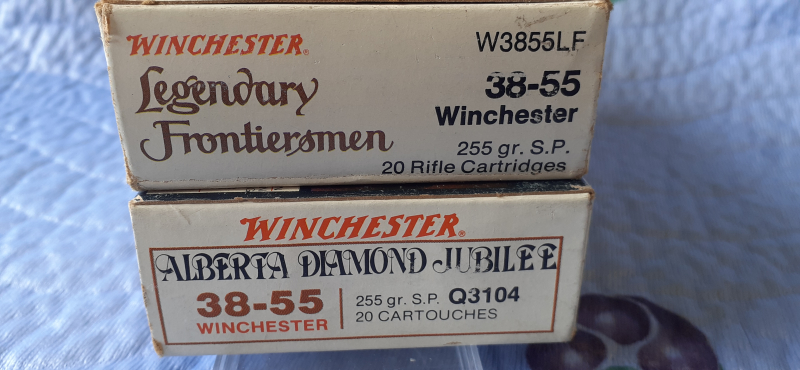 WINCHESTER®
W3855LF
Legendary
Frontiersmen
38-55
Winchester
255 gr. S.P.
20 Rifle Cartridges
WINCHESTER®
ALBERTA DIAMOND JUBILEE
38-55
WINCHESTER
255 gr. S.P. Q3104
20 CARTOUCHES